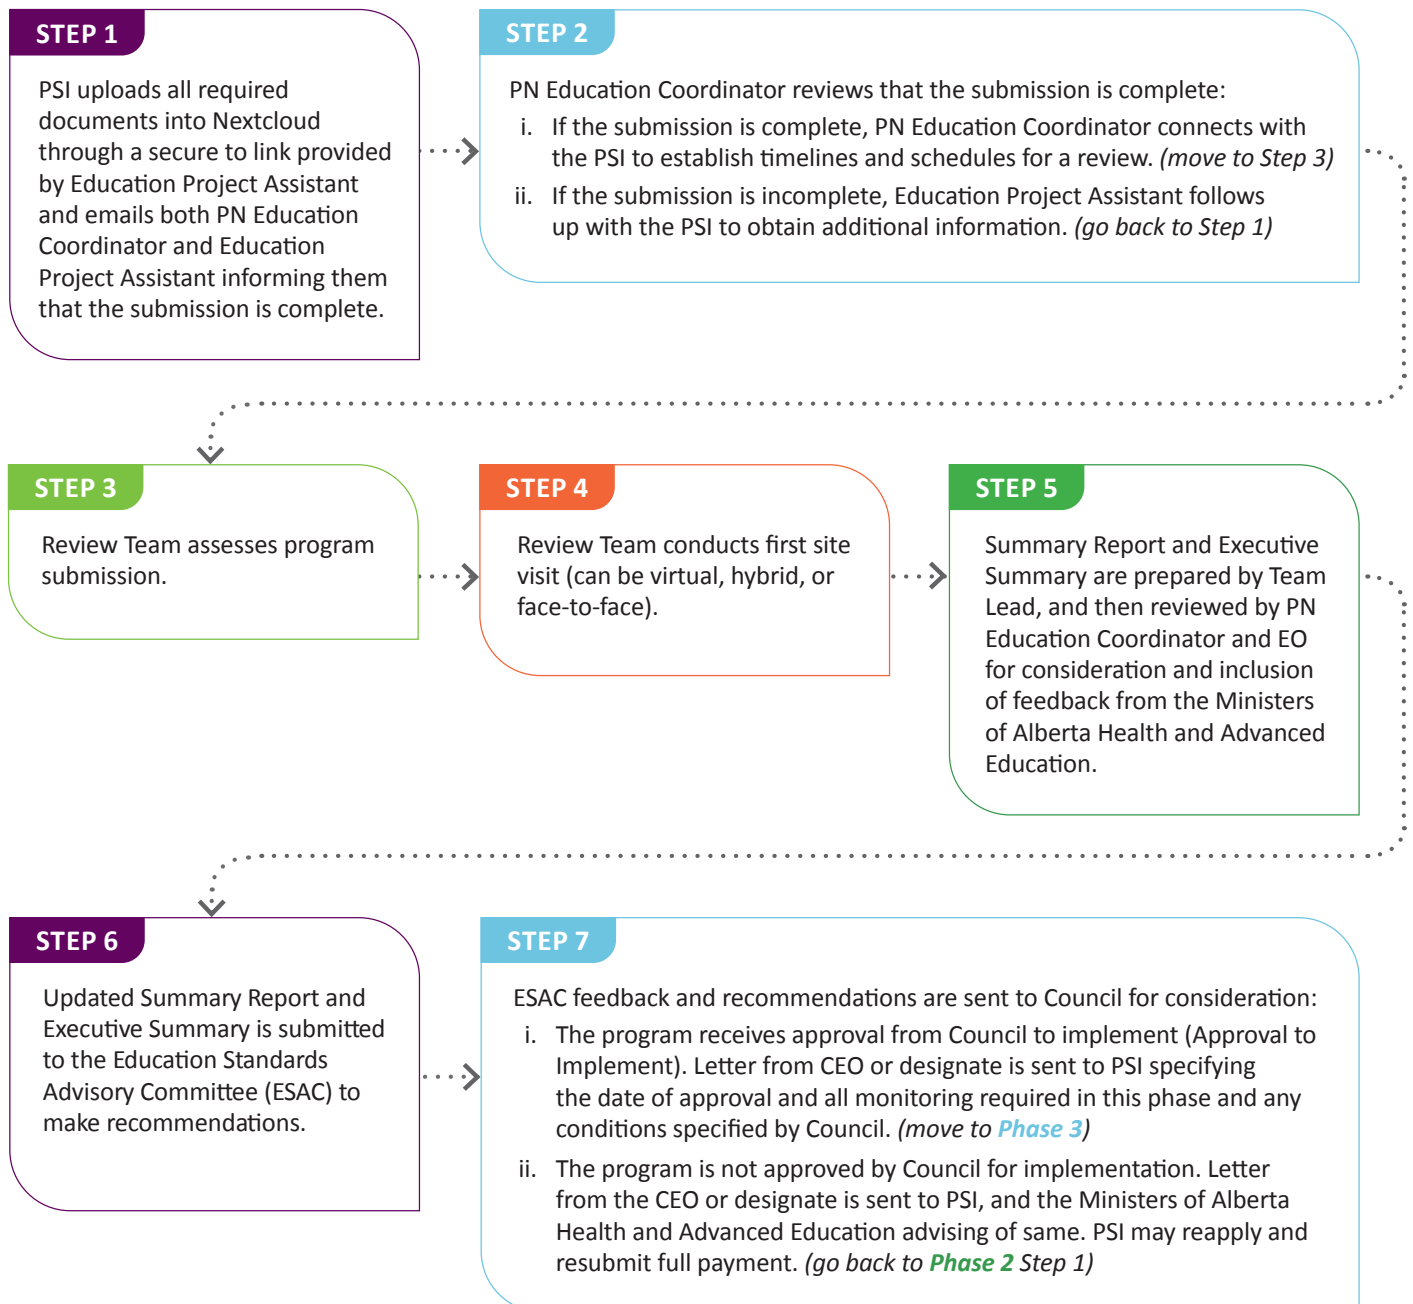 STEP 1
PSI uploads all required
documents into Nextcloud
through a secure to link provided
by Education Project Assistant
and emails both PN Education
Coordinator and Education
Project Assistant informing them
that the submission is complete.
STEP 2
PN Education Coordinator reviews that the submission is complete:
i. If the submission is complete, PN Education Coordinator connects with
the PSI to establish timelines and schedules for a review. (move to Step 3)
ii. If the submission is incomplete, Education Project Assistant follows
up with the PSI to obtain additional information. (go back to Step 1)
STEP 3
Review Team assesses program
submission.
STEP 4
Review Team conducts first site
visit (can be virtual, hybrid, or
face-to-face).
STEP 5
Summary Report and Executive
Summary are prepared by Team
Lead, and then reviewed by PN
Education Coordinator and EO
for consideration and inclusion
of feedback from the Ministers
of Alberta Health and Advanced
Education.
STEP 6
Updated Summary Report and
Executive Summary is submitted
to the Education Standards
Advisory Committee (ESAC) to
make recommendations.
STEP 7
ESAC feedback and recommendations are sent to Council for consideration:
i. The program receives approval from Council to implement (Approval to
Implement). Letter from CEO or designate is sent to PSI specifying
the date of approval and all monitoring required in this phase and any
conditions specified by Council. (move to Phase 3)
ii. The program is not approved by Council for implementation. Letter
from the CEO or designate is sent to PSI, and the Ministers of Alberta
Health and Advanced Education advising of same. PSI may reapply and
resubmit full payment. (go back to Phase 2 Step 1)